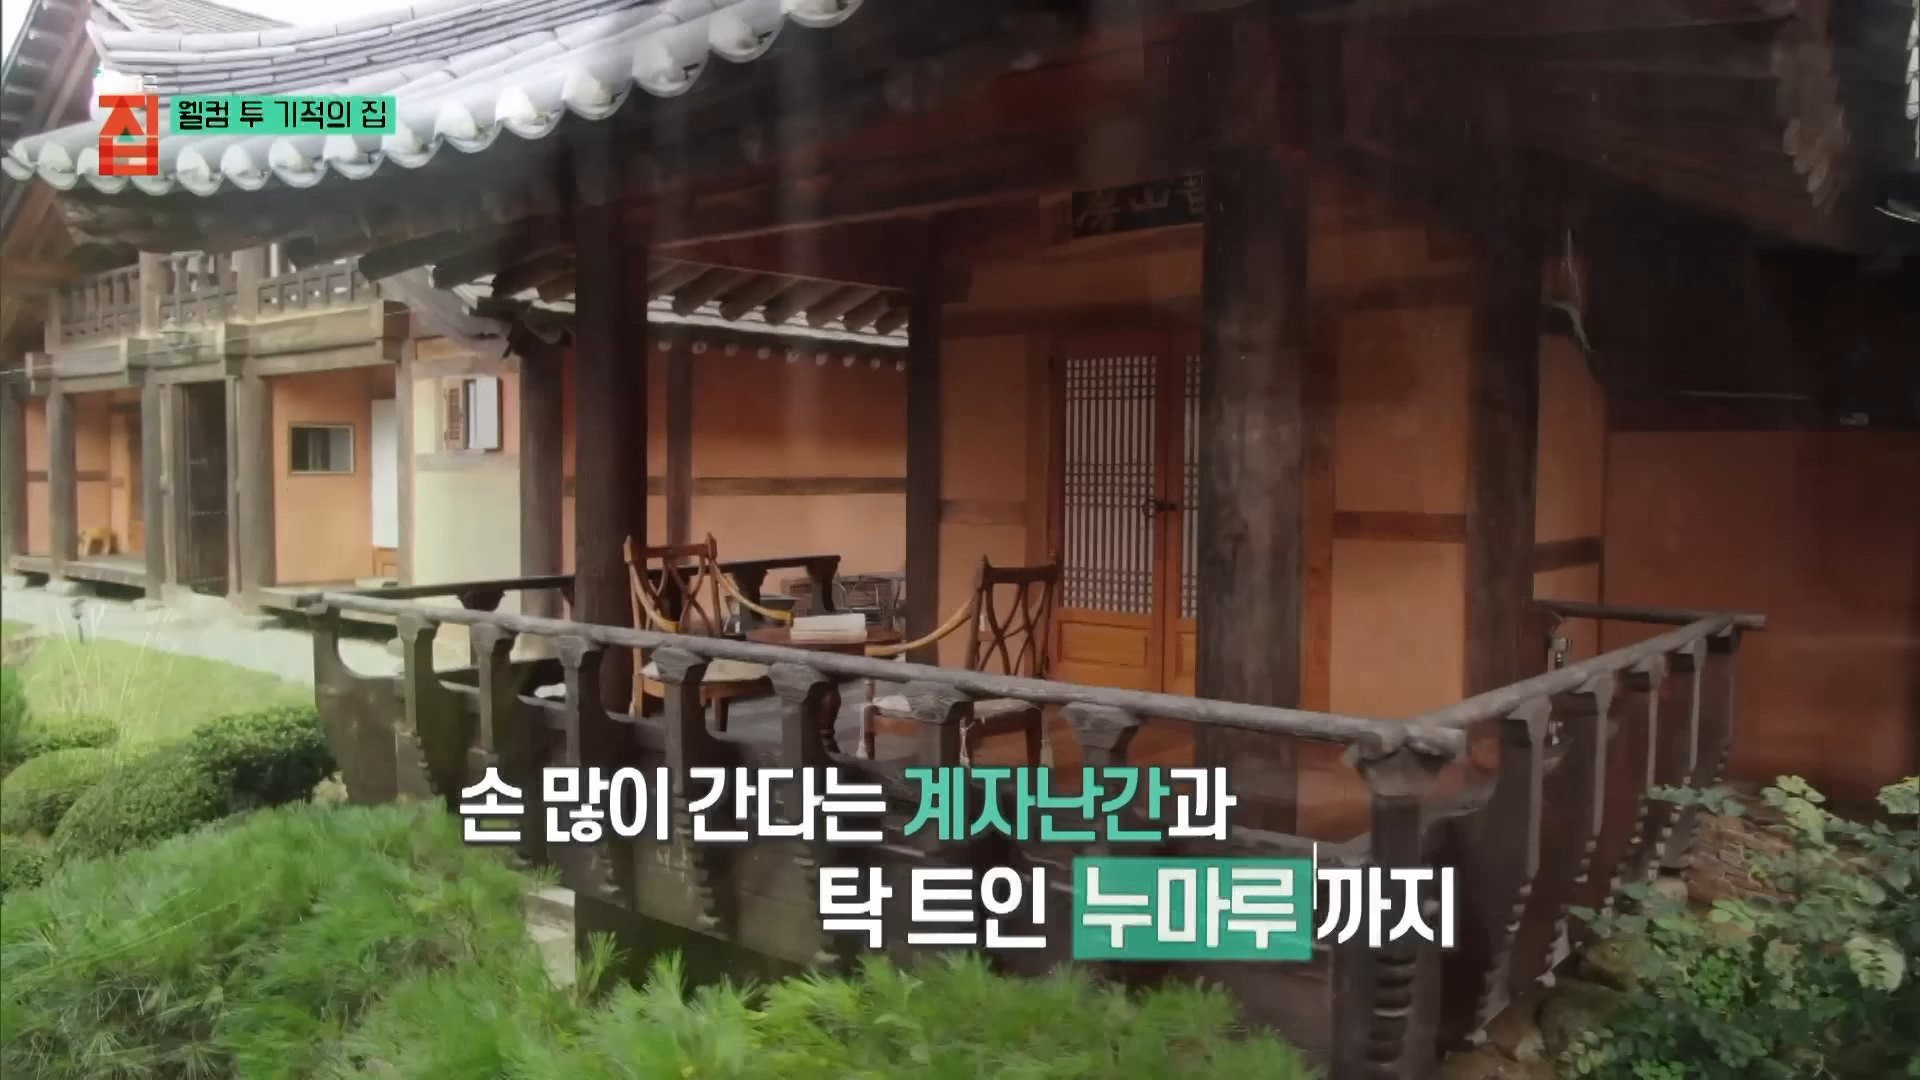 집
웰컴 투 기적의 집
손 많이 간다는 계자난간과
탁 트인 누마루까지